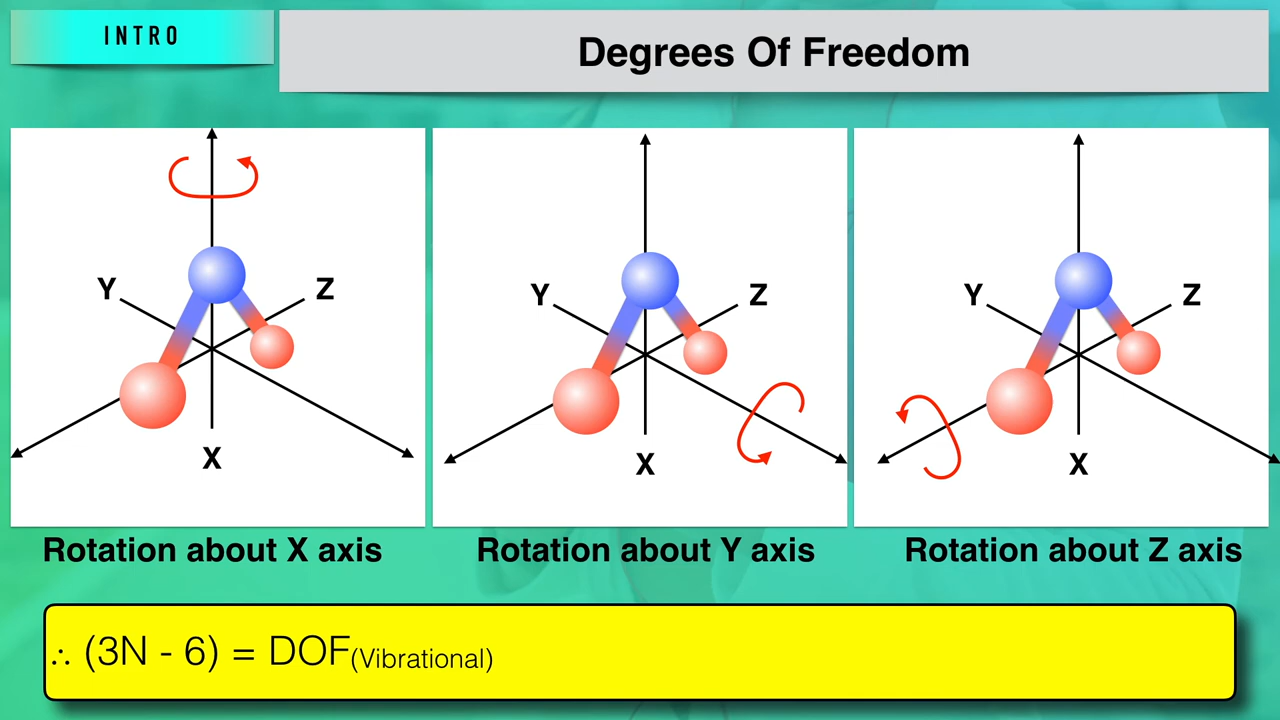 INTRO
Degrees Of Freedom
Y
Z
X
Y
Z
X
Y
Z
X
Rotation about X axis
Rotation about Y axis
Rotation about Z axis
∴ (3N - 6) = DOF(Vibrational)